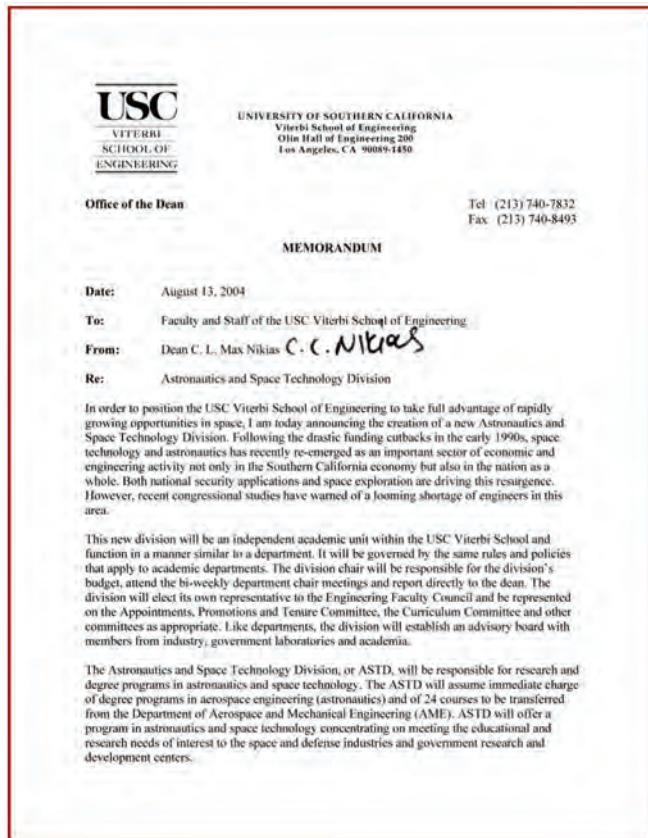 USC
VITERBI
SCHOOL OF
ENGINEERING
UNIVERSITY OF SOUTHERN CALIFORNIA
Viterbi School of Engineering
Olin Hall of Engineering 200
Los Angeles, CA 90089-1450
Office of the Dean
Tel (213) 740-7832
Fax (213) 740-8493
MEMORANDUM
Date: August 13, 2004
To: Faculty and Staff of the USC Viterbi School of Engineering
From: Dean C. L. Max Nikias C. C. Nikias
Re: Astronautics and Space Technology Division
In order to position the USC Viterbi School of Engineering to take full advantage of rapidly
growing opportunities in space, I am today announcing the creation of a new Astronautics and
Space Technology Division. Following the drastic funding cutbacks in the early 1990s, space
technology and astronautics has recently re-emerged as an important sector of economic and
engineering activity not only in the Southern California economy but also in the nation as a
whole. Both national security applications and space exploration are driving this resurgence.
However, recent congressional studies have warned of a looming shortage of engineers in this
area.
This new division will be an independent academic unit within the USC Viterbi School and
function in a manner similar to a department. It will be governed by the same rules and policies
that apply to academic departments. The division chair will be responsible for the division's
budget, attend the bi-weekly department chair meetings and report directly to the dean. The
division will elect its own representative to the Engineering Faculty Council and be represented
on the Appointments, Promotions and Tenure Committee, the Curriculum Committee and other
committees as appropriate. Like departments, the division will establish an advisory board with
members from industry, government laboratories and academia.
The Astronautics and Space Technology Division, or ASTD, will be responsible for research and
degree programs in astronautics and space technology. The ASTD will assume immediate charge
of degree programs in aerospace engineering (astronautics) and of 24 courses to be transferred
from the Department of Aerospace and Mechanical Engineering (AME). ASTD will offer a
program in astronautics and space technology concentrating on meeting the educational and
research needs of interest to the space and defense industries and government research and
development centers.